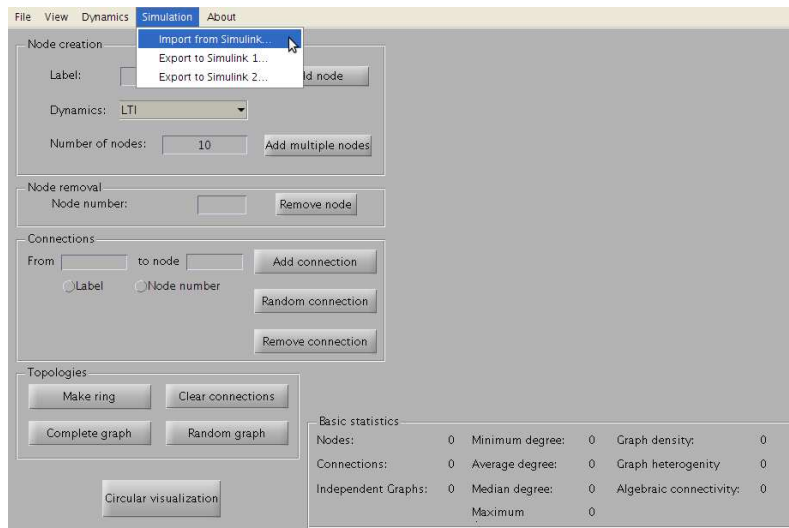 File View Dynamics Simulation About
Import from Simulink...
Export to Simulink 1...
Export to Simulink 2...
Node creation
Label: d node
Dynamics: LTI
Number of nodes: 10 Add multiple nodes
Node removal
Node number: Remove node
Connections
From to node Add connection
Label Node number
Random connection
Remove connection
Topologies
Make ring Clear connections
Complete graph Random graph
Circular visualization
Basic statistics
Nodes: 0 Minimum degree: 0 Graph density: 0
Connections: 0 Average degree: 0 Graph heterogenity 0
Independent Graphs: 0 Median degree: 0 Algebraic connectivity: 0
Maximum 0